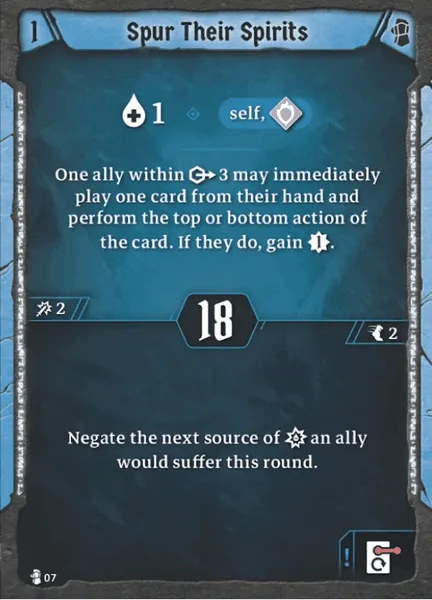 1
Spur Their Spirits
1
self,
One ally within 3 may immediately
play one card from their hand and
perform the top or bottom action of
the card. If they do, gain 1.
2
18
2
Negate the next source of an ally
would suffer this round.
!
07